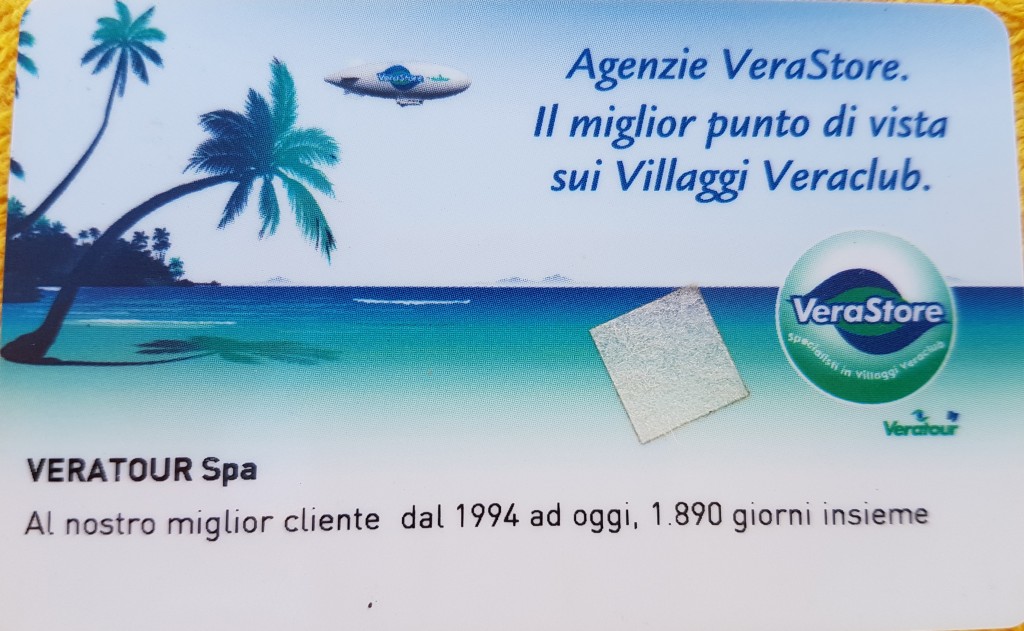 VeraStore
Agenzie VeraStore.
Il miglior punto di vista
sui Villaggi Veraclub.
VeraStore
Specialisti in Villaggi Veraclub
Veratour
VERATOUR Spa
Al nostro miglior cliente dal 1994 ad oggi, 1.890 giorni insieme